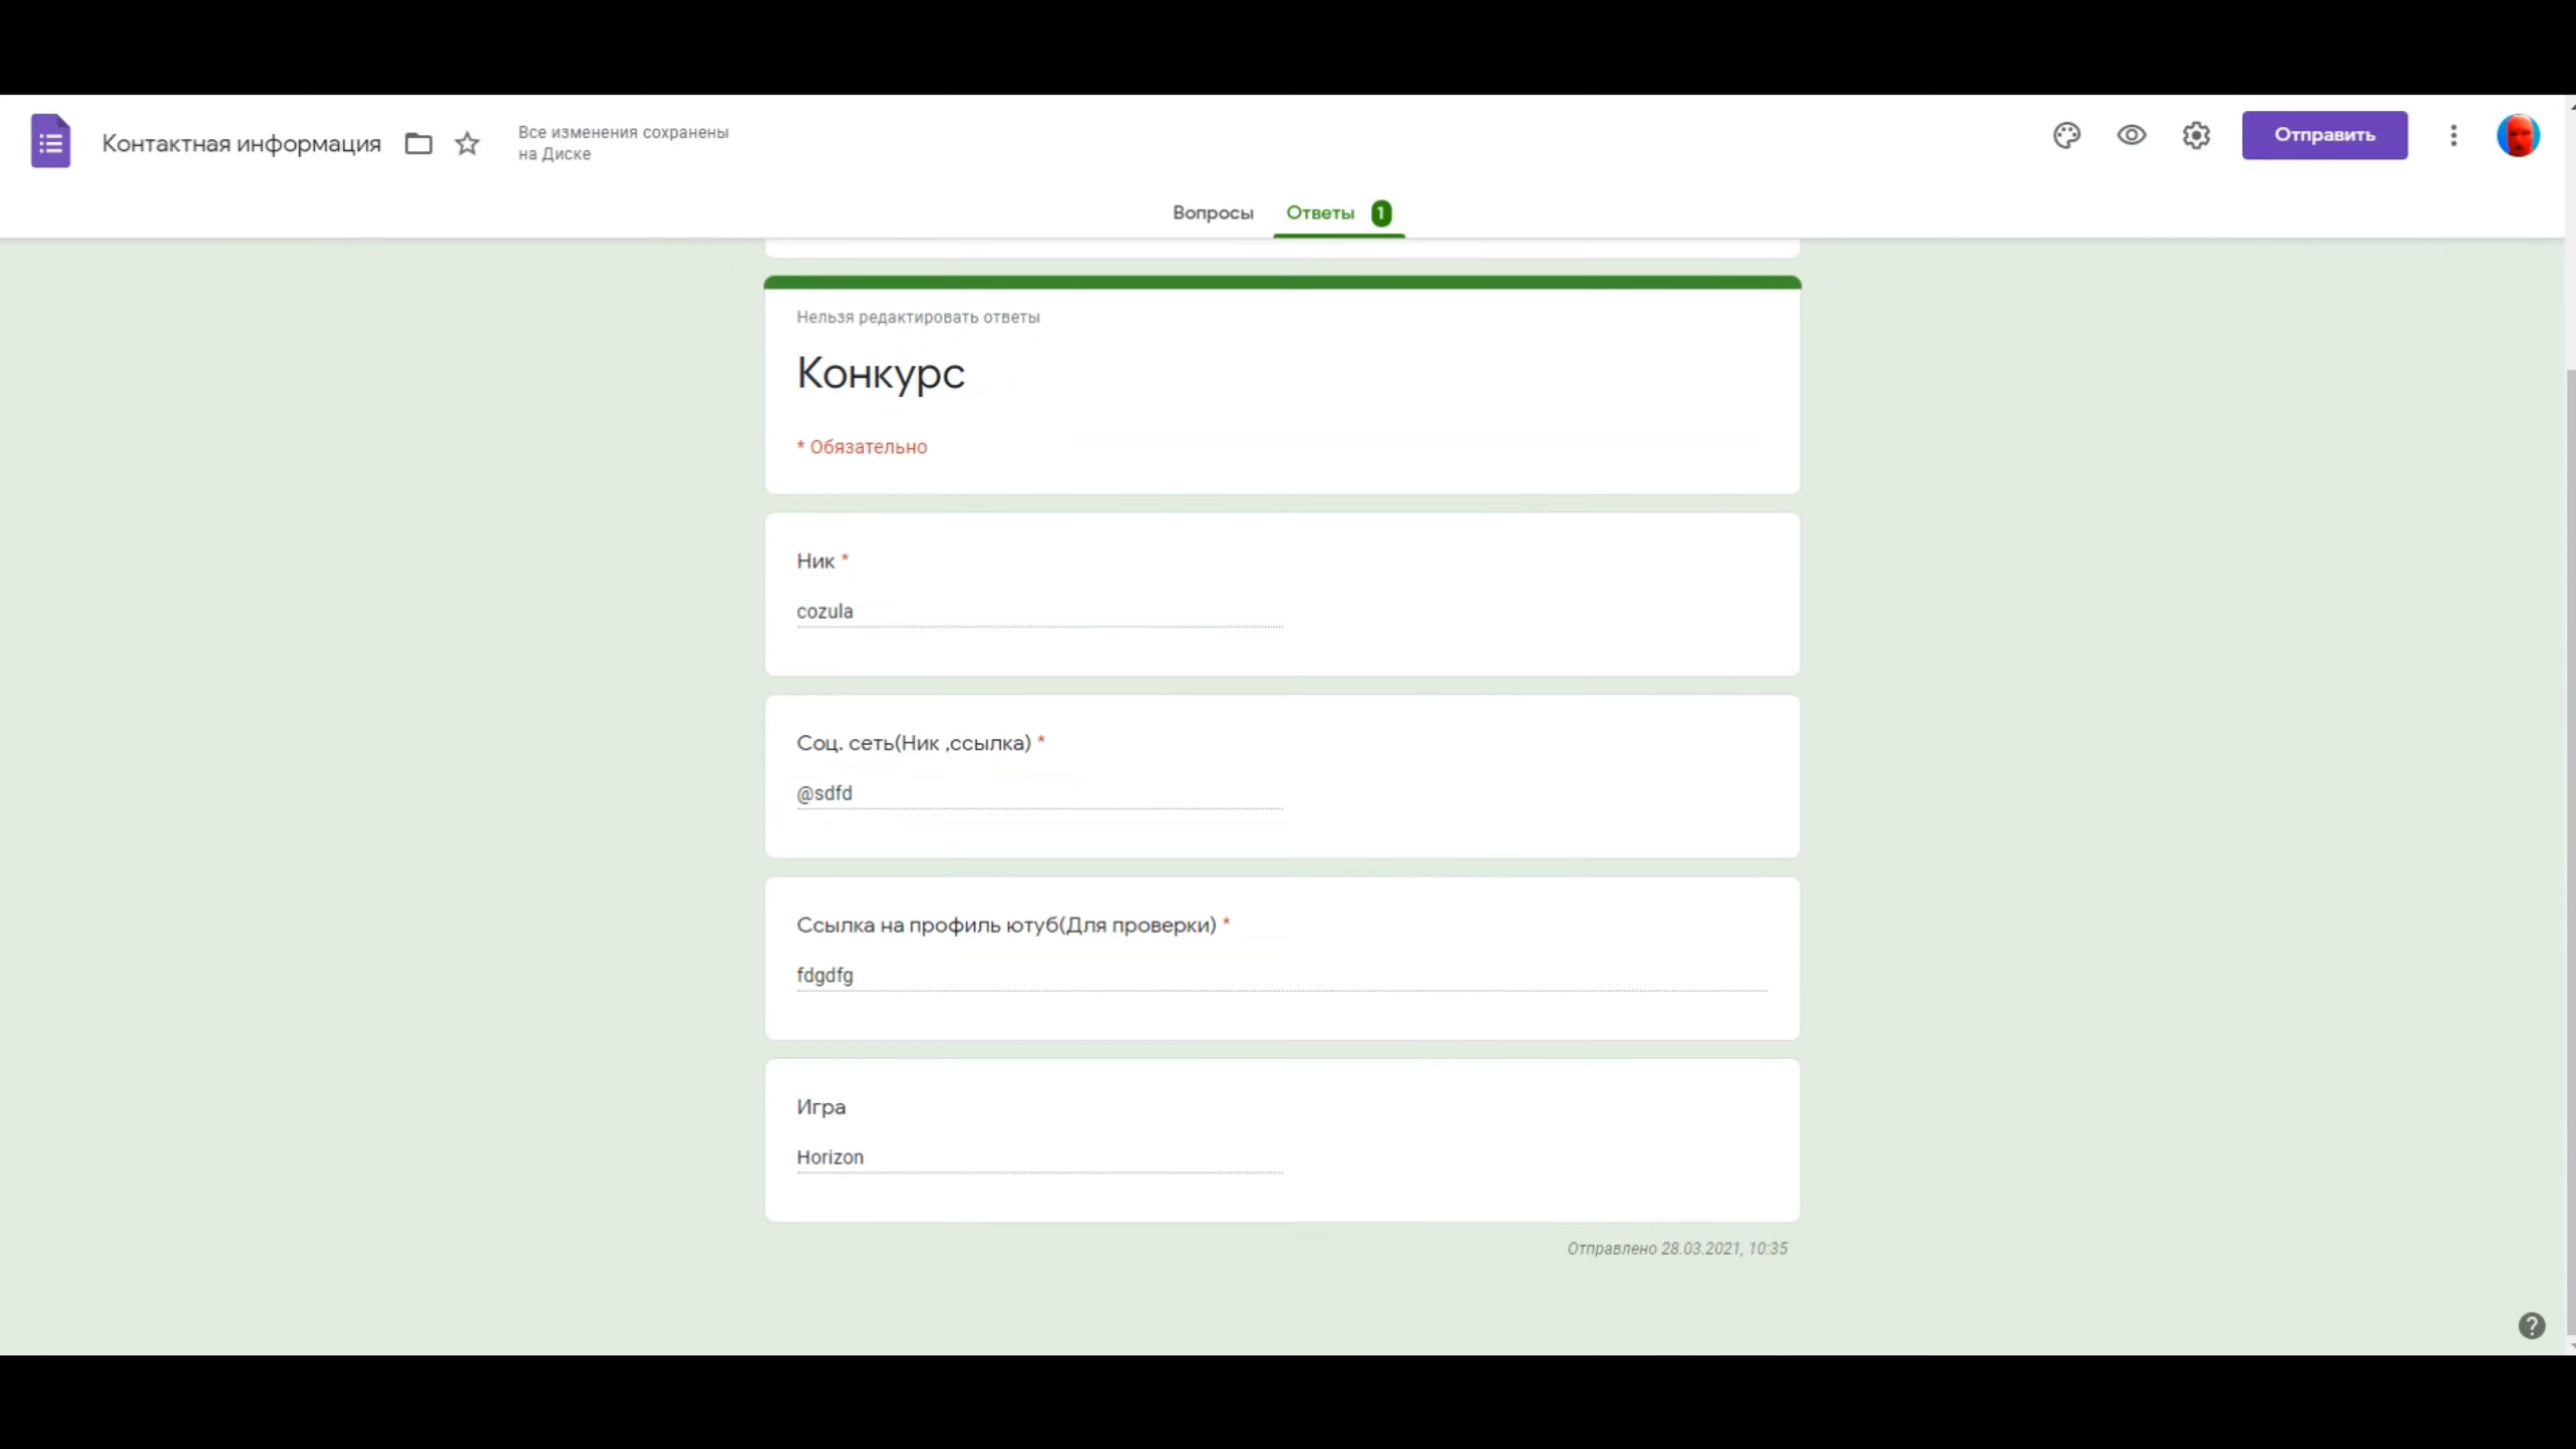 Контактная информация
Все изменения сохранены
на Диске
Отправить
Вопросы Ответы 1
Нельзя редактировать ответы
Конкурс
* Обязательно
Ник *
cozula
Соц. сеть(Ник ,ссылка) *
@sdfd
Ссылка на профиль ютуб(Для проверки) *
fdgdfg
Игра
Horizon
Отправлено 28.03.2021, 10:35